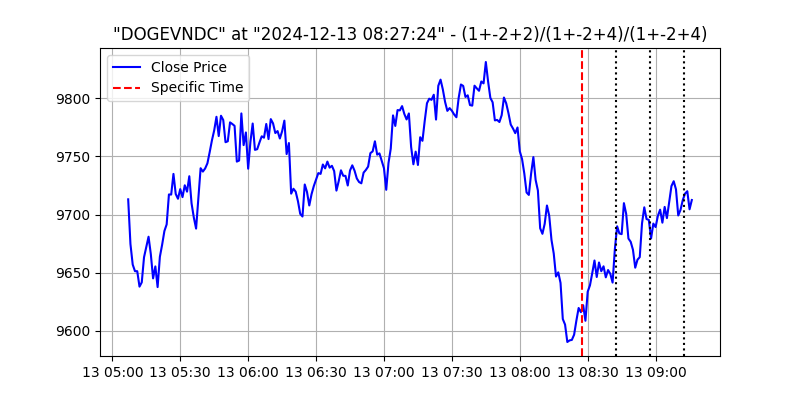 "DOGEVNDC" at "2024-12-13 08:27:24" - (1+-2+2)/(1+-2+4)/(1+-2+4)
Close Price
Specific Time
9800
9750
9700
9650
9600
13 05:00 13 05:30 13 06:00 13 06:30 13 07:00 13 07:30 13 08:00 13 08:30 13 09:00